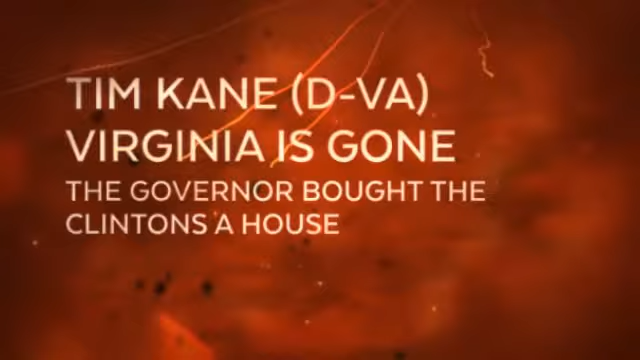 TIM KANE (D-VA)
VIRGINIA IS GONE
THE GOVERNOR BOUGHT THE
CLINTONS A HOUSE